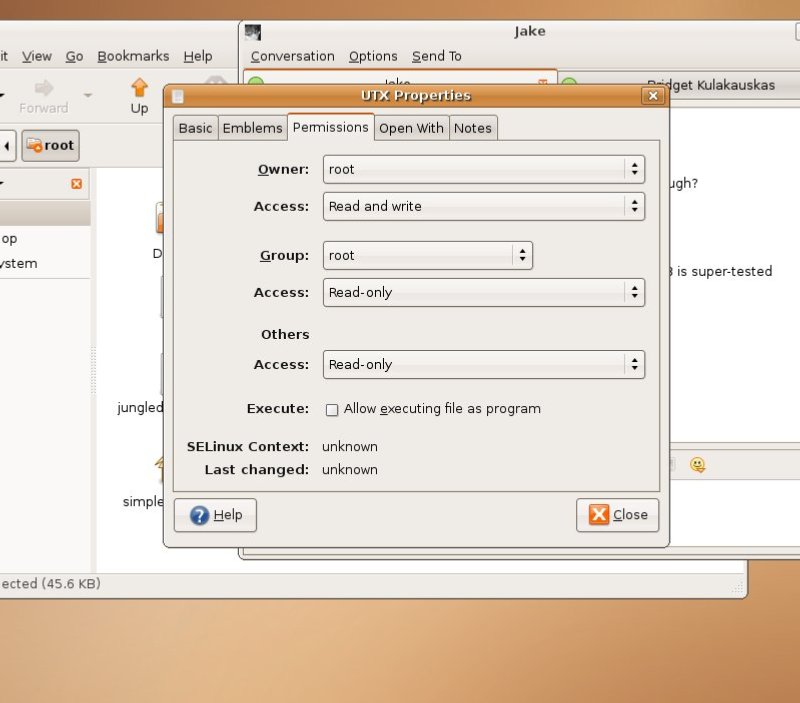 Jake
it View Go Bookmarks Help
Conversation Options Send To
Forward
Up
Bridget Kulakauskas
UTX Properties
root
Basic Emblems Permissions Open With Notes
Owner: root
ugh?
Access: Read and write
op
Group: root
ystem
is super-tested
Access: Read-only
Others
Access: Read-only
jungled
Execute: Allow executing file as program
SELinux Context: unknown
Last changed: unknown
simple
Help
Close
ected (45.6 KB)